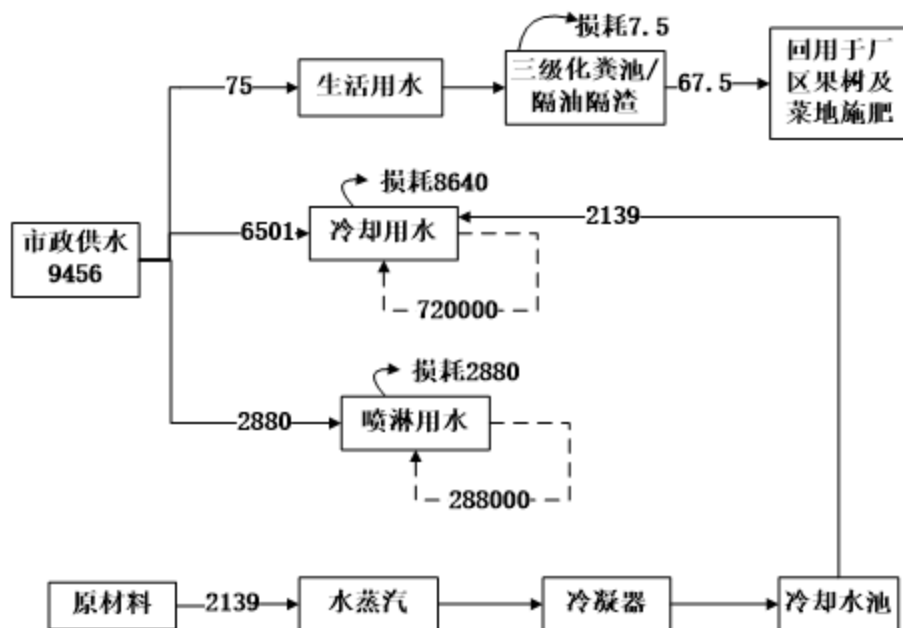 损耗7.5
75
生活用水
三级化粪池/
隔油隔渣
67.5
回用于厂
区果树及
菜地施肥
损耗8640
市政供水
9456
6501
冷却用水
2139
720000
损耗2880
2880
喷淋用水
288000
原材料
2139
水蒸汽
冷凝器
冷却水池